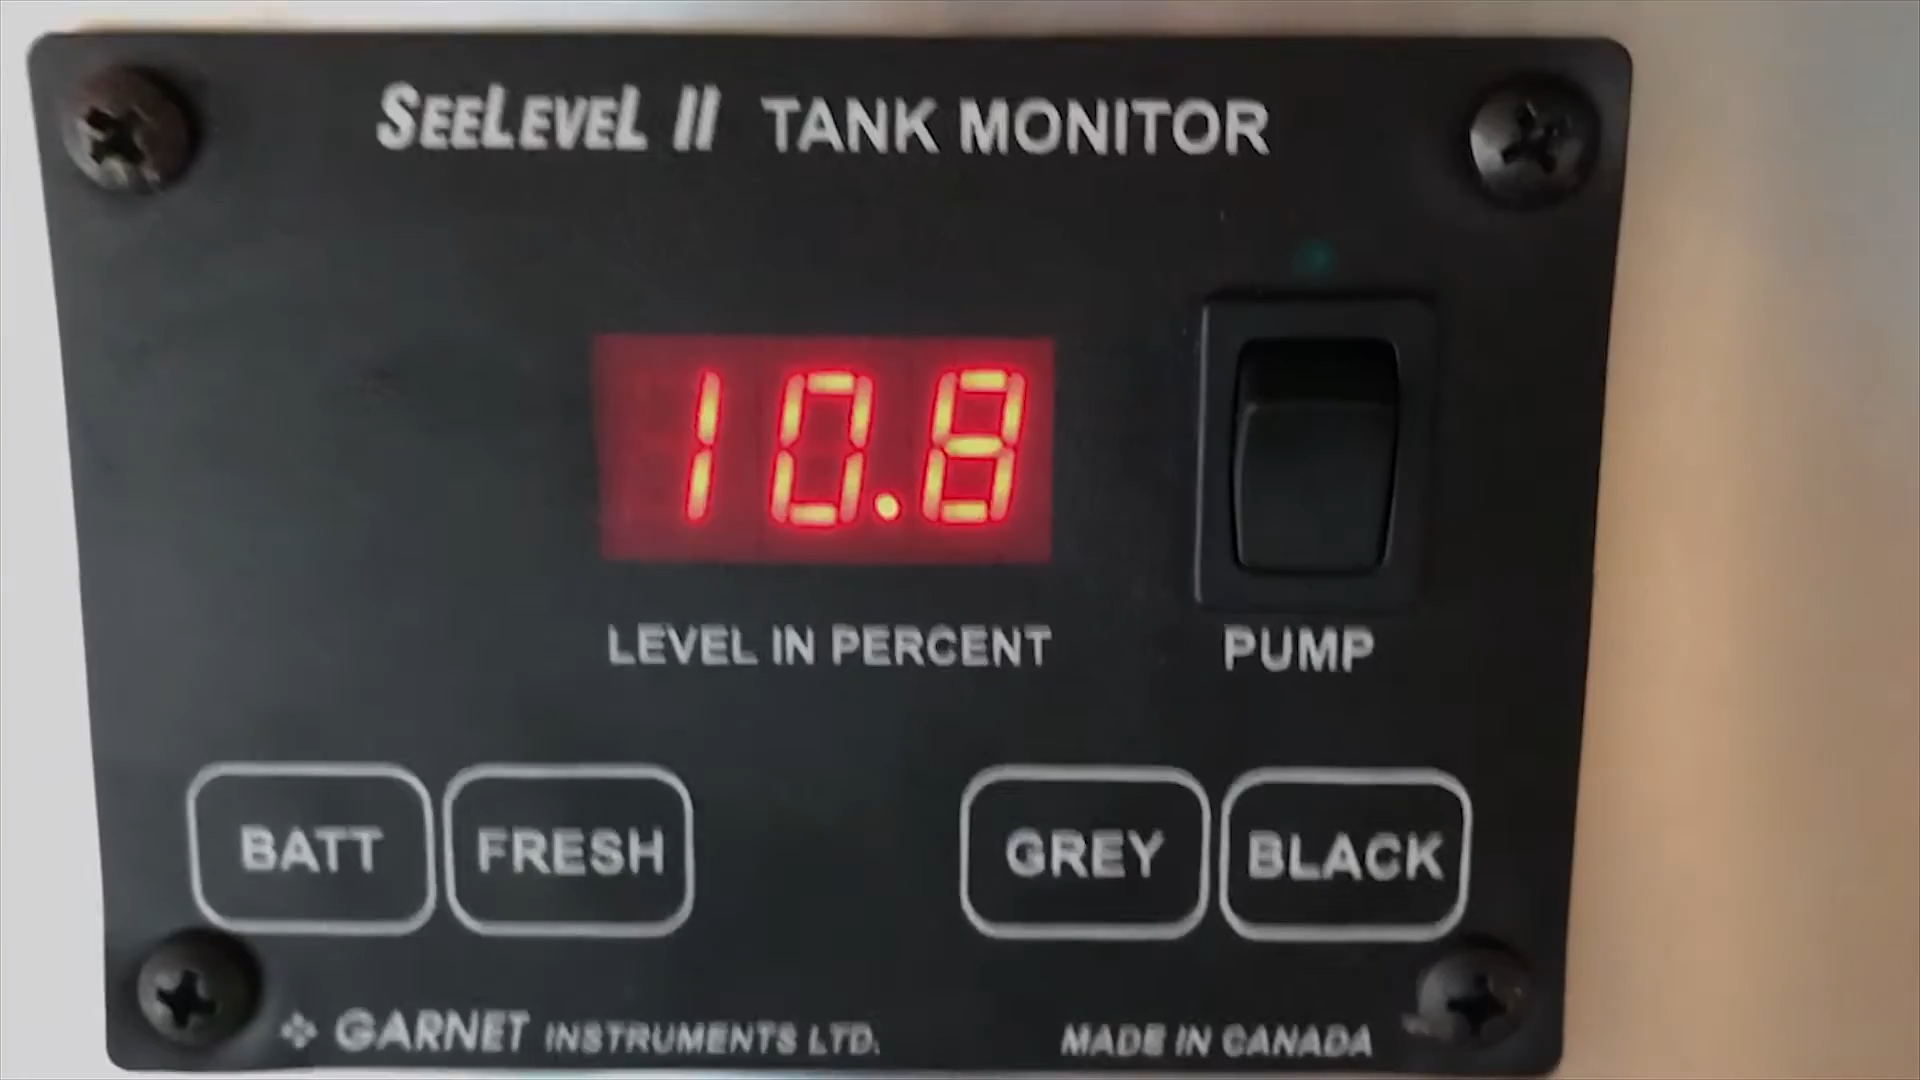 SEELEVEL II TANK MONITOR
10.8
LEVEL IN PERCENT
PUMP
BATT
FRESH
GREY
BLACK
GARNET INSTRUMENTS LTD.
MADE IN CANADA